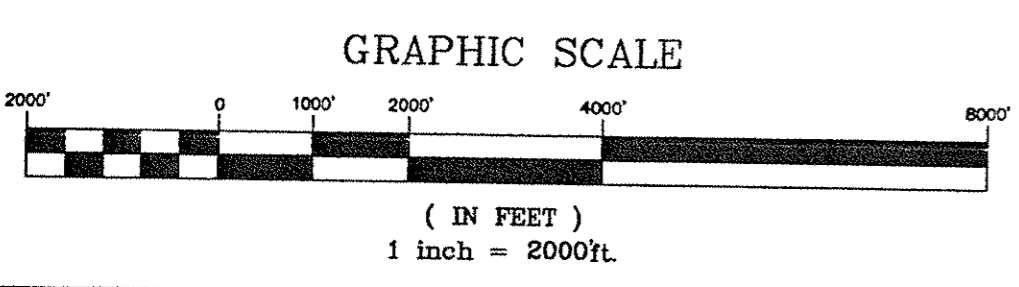 GRAPHIC SCALE
2000' 0 1000' 2000' 4000' 8000'
( IN FEET )
1 inch = 2000'ft.